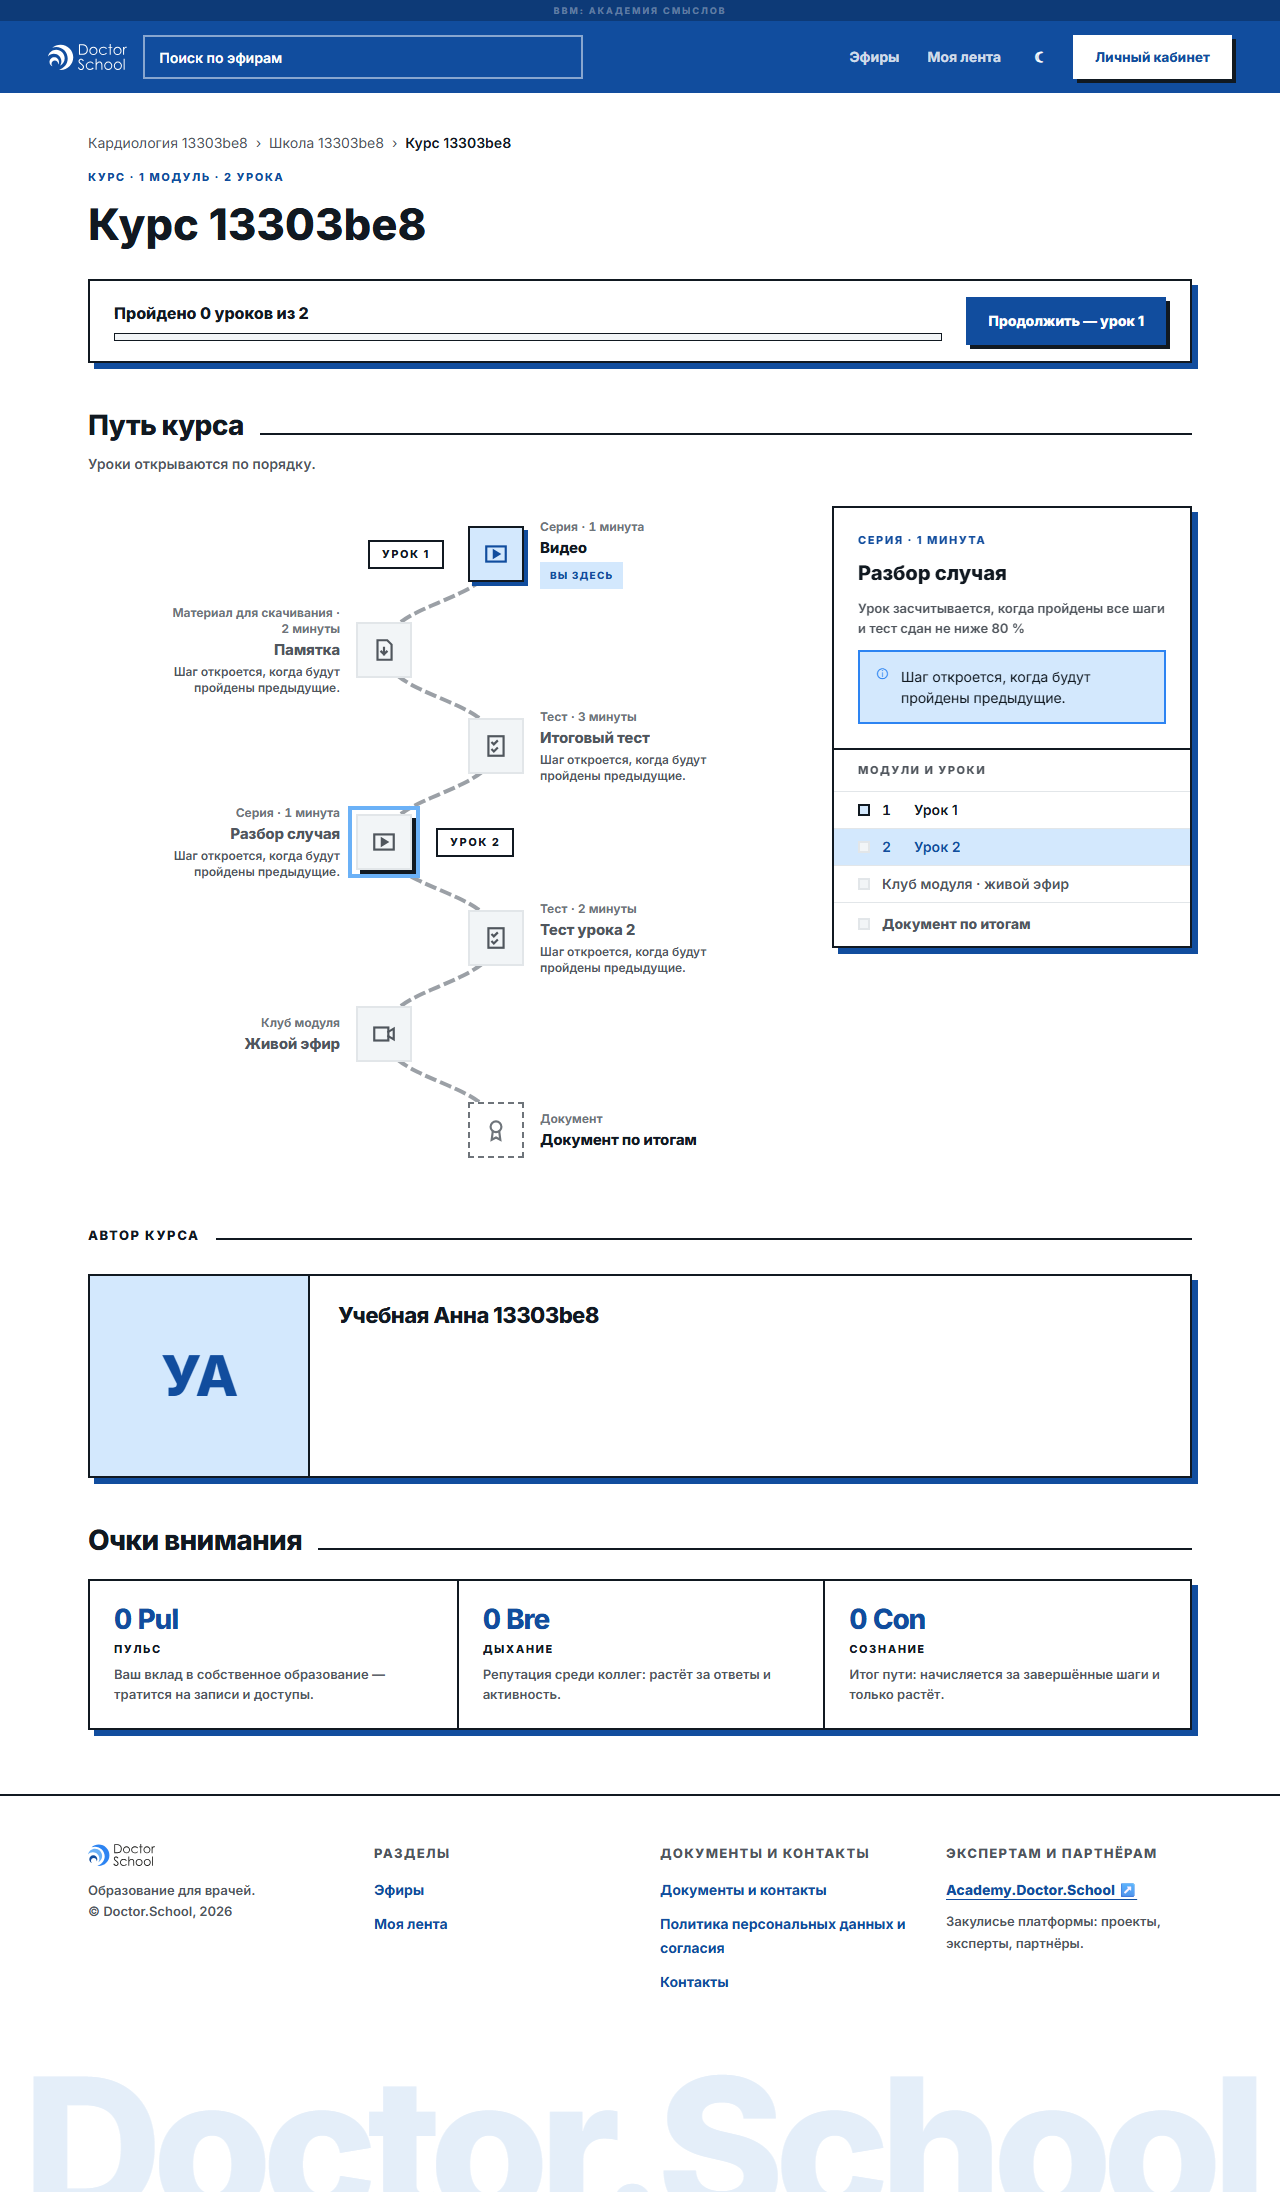 ВВМ: АКАДЕМИЯ СМЫСЛОВ
Doctor
School
Поиск по эфирам
Эфиры
Моя лента
Личный кабинет
Кардиология 13303be8 › Школа 13303be8 › Курс 13303be8
КУРС · 1 МОДУЛЬ · 2 УРОКА
Курс 13303be8
Пройдено 0 уроков из 2
Продолжить — урок 1
Путь курса
Уроки открываются по порядку.
УРОК 1
Серия · 1 минута
Видео
ВЫ ЗДЕСЬ
Материал для скачивания ·
2 минуты
Памятка
Шаг откроется, когда будут
пройдены предыдущие.
Тест · 3 минуты
Итоговый тест
Шаг откроется, когда будут
пройдены предыдущие.
Серия · 1 минута
Разбор случая
Шаг откроется, когда будут
пройдены предыдущие.
УРОК 2
Тест · 2 минуты
Тест урока 2
Шаг откроется, когда будут
пройдены предыдущие.
Клуб модуля
Живой эфир
Документ
Документ по итогам
СЕРИЯ · 1 МИНУТА
Разбор случая
Урок засчитывается, когда пройдены все шаги
и тест сдан не ниже 80 %
Шаг откроется, когда будут
пройдены предыдущие.
МОДУЛИ И УРОКИ
1 Урок 1
2 Урок 2
Клуб модуля · живой эфир
Документ по итогам
АВТОР КУРСА
УА
Учебная Анна 13303be8
Очки внимания
0 Pul
ПУЛЬС
Ваш вклад в собственное образование —
тратится на записи и доступы.
0 Bre
ДЫХАНИЕ
Репутация среди коллег: растёт за ответы и
активность.
0 Con
СОЗНАНИЕ
Итог пути: начисляется за завершённые шаги и
только растёт.
Doctor
School
Образование для врачей.
© Doctor.School, 2026
РАЗДЕЛЫ
Эфиры
Моя лента
ДОКУМЕНТЫ И КОНТАКТЫ
Документы и контакты
Политика персональных данных и
согласия
Контакты
ЭКСПЕРТАМ И ПАРТНЁРАМ
Academy.Doctor.School
Закулисье платформы: проекты,
эксперты, партнёры.
Doctor.School